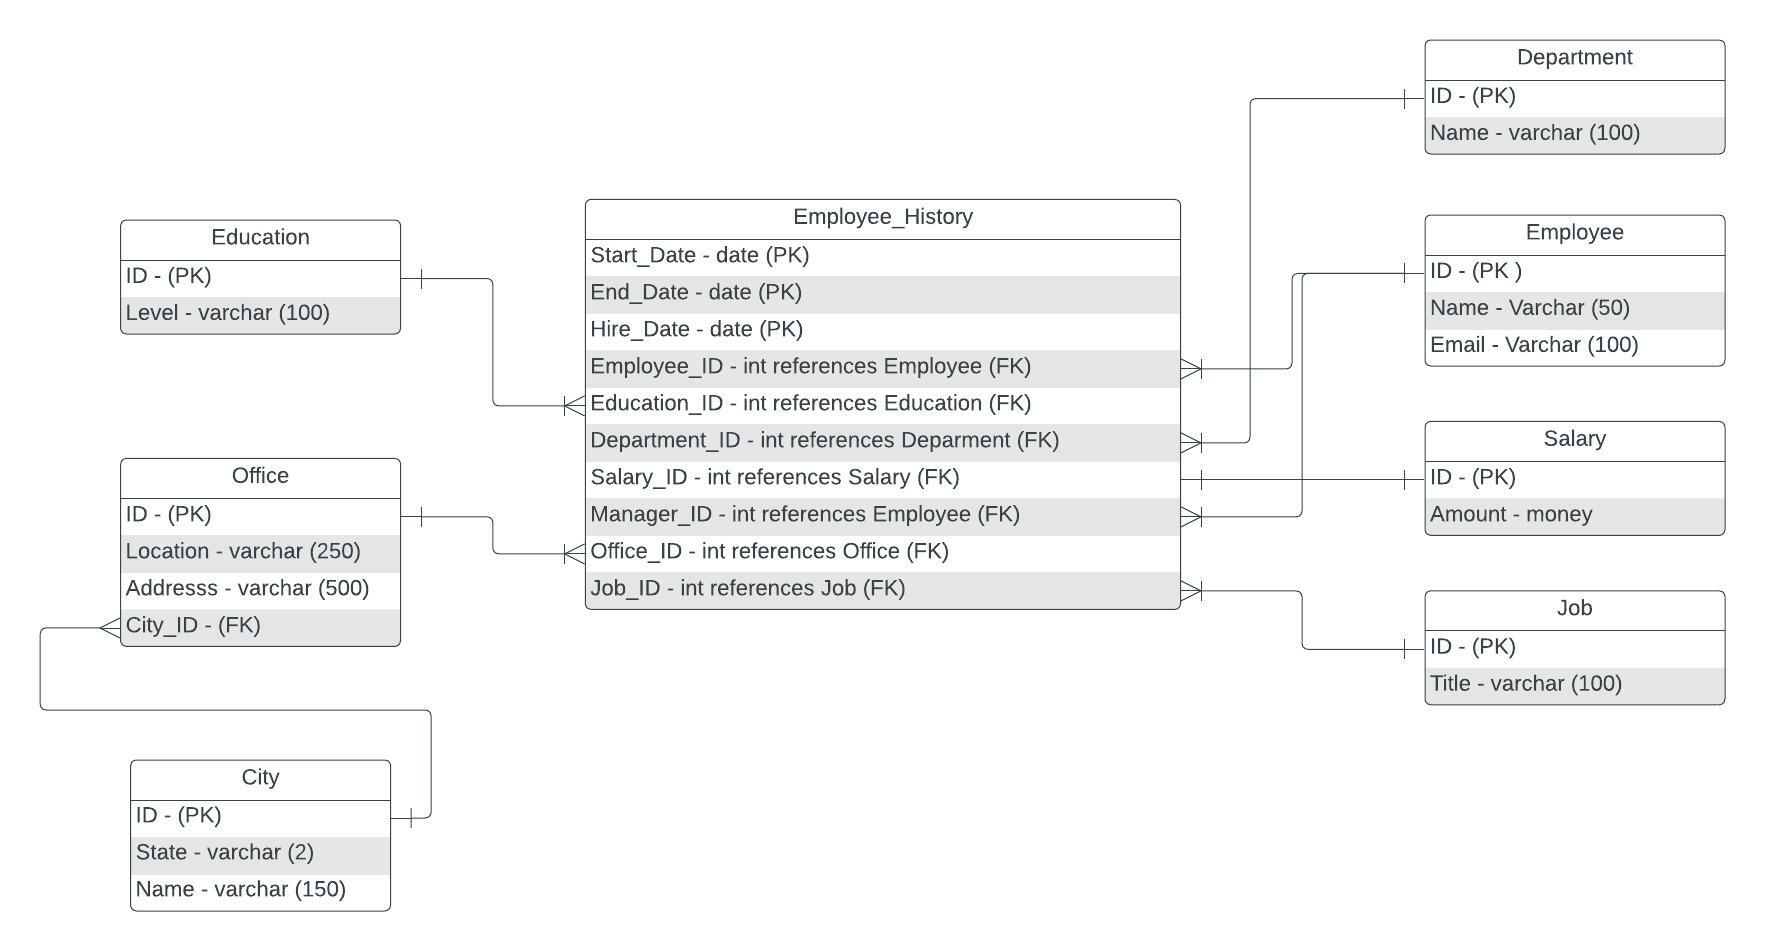 Department
ID - (PK)
Name - varchar (100)
Education
ID - (PK)
Level - varchar (100)
Employee_History
Start_Date - date (PK)
End_Date - date (PK)
Hire_Date - date (PK)
Employee_ID - int references Employee (FK)
Education_ID - int references Education (FK)
Department_ID - int references Deparment (FK)
Salary_ID - int references Salary (FK)
Manager_ID - int references Employee (FK)
Office_ID - int references Office (FK)
Job_ID - int references Job (FK)
Employee
ID - (PK )
Name - Varchar (50)
Email - Varchar (100)
Salary
ID - (PK)
Amount - money
Office
ID - (PK)
Location - varchar (250)
Addresss - varchar (500)
City_ID - (FK)
Job
ID - (PK)
Title - varchar (100)
City
ID - (PK)
State - varchar (2)
Name - varchar (150)